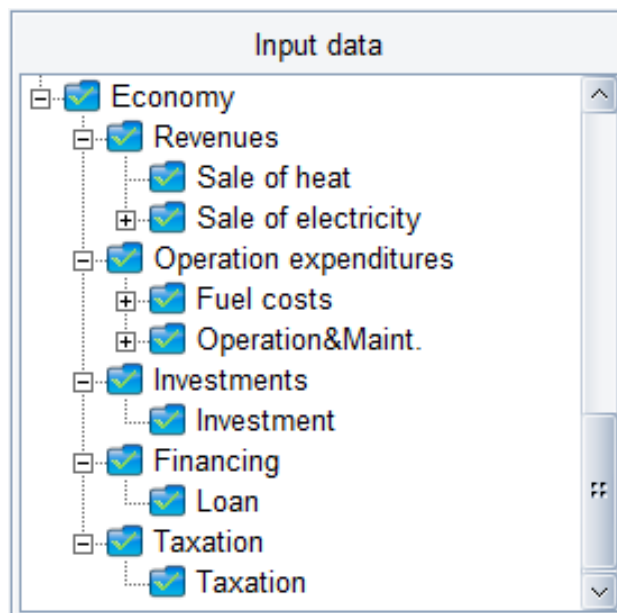 Input data
Economy
Revenues
Sale of heat
Sale of electricity
Operation expenditures
Fuel costs
Operation&Maint.
Investments
Investment
Financing
Loan
Taxation
Taxation